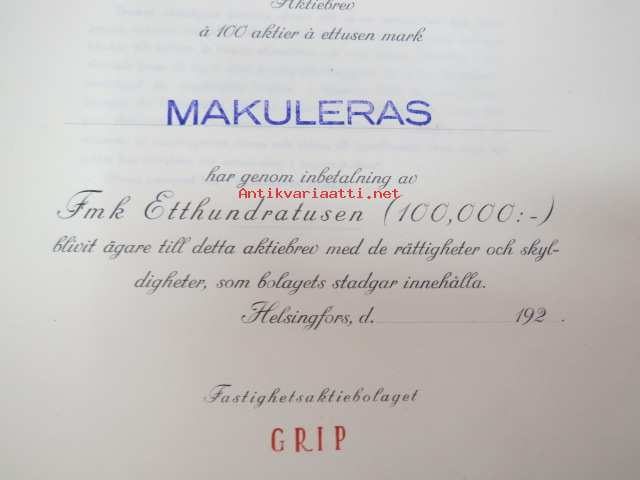 Aktiebrev
à 100 aktier à ettusen mark
MAKULERAS
har genom inbetalning av
Antikvariaatti.net
Fmk Etthundratusen (100,000:-)
blivit ägare till detta aktiebrev med de rättigheter och skyl-
digheter, som bolagets stadgar innehålla.
Helsingfors, d. 192 .
Fastighetsaktiebolaget
GRIP